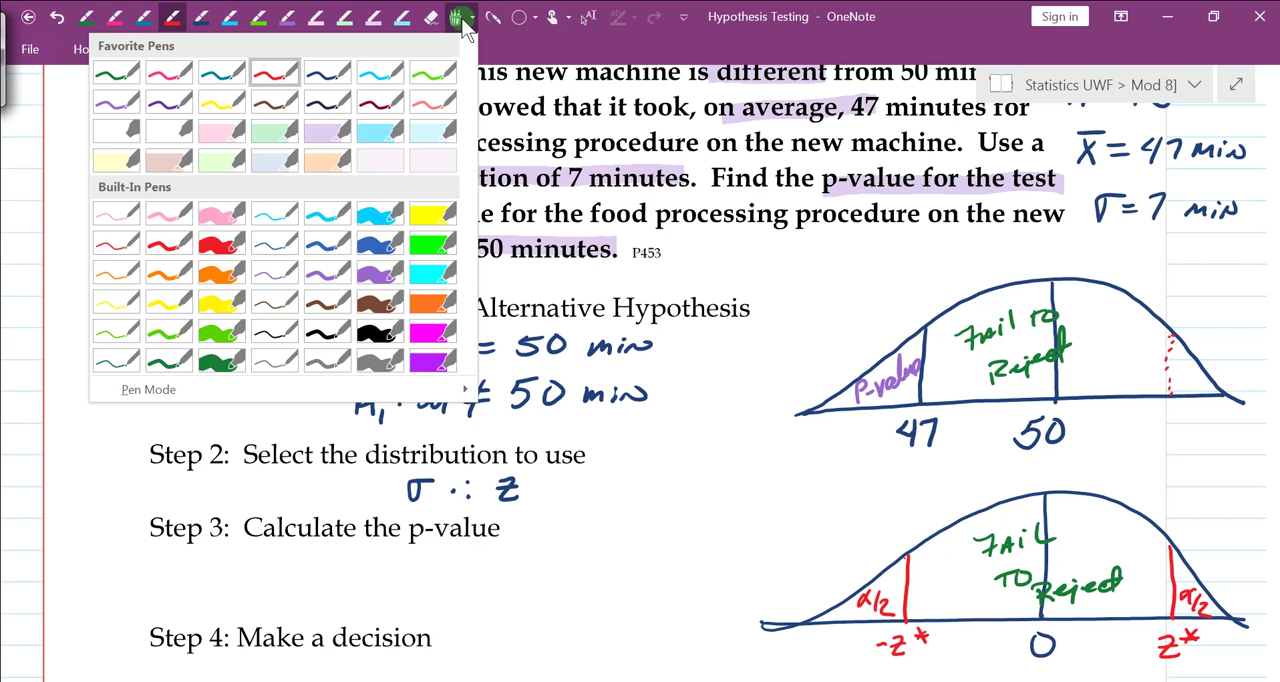 Hypothesis Testing - OneNote
Sign in
File
Favorite Pens
Built-In Pens
Pen Mode
Statistics UWF > Mod 8]
his new machine is different from 50 min
owed that it took, on average, 47 minutes for
cessing procedure on the new machine. Use a
tion of 7 minutes. Find the p-value for the test
e for the food processing procedure on the new
50 minutes. P453
x̄ = 47 min
σ = 7 min
Alternative Hypothesis
= 50 min
H₁: ≠ 50 min
Step 2: Select the distribution to use
σ ∴ z
Step 3: Calculate the p-value
Step 4: Make a decision
Fail to
Reject
P-value
47
50
FAIL
TO
Reject
α/2
α/2
-z*
0
z*